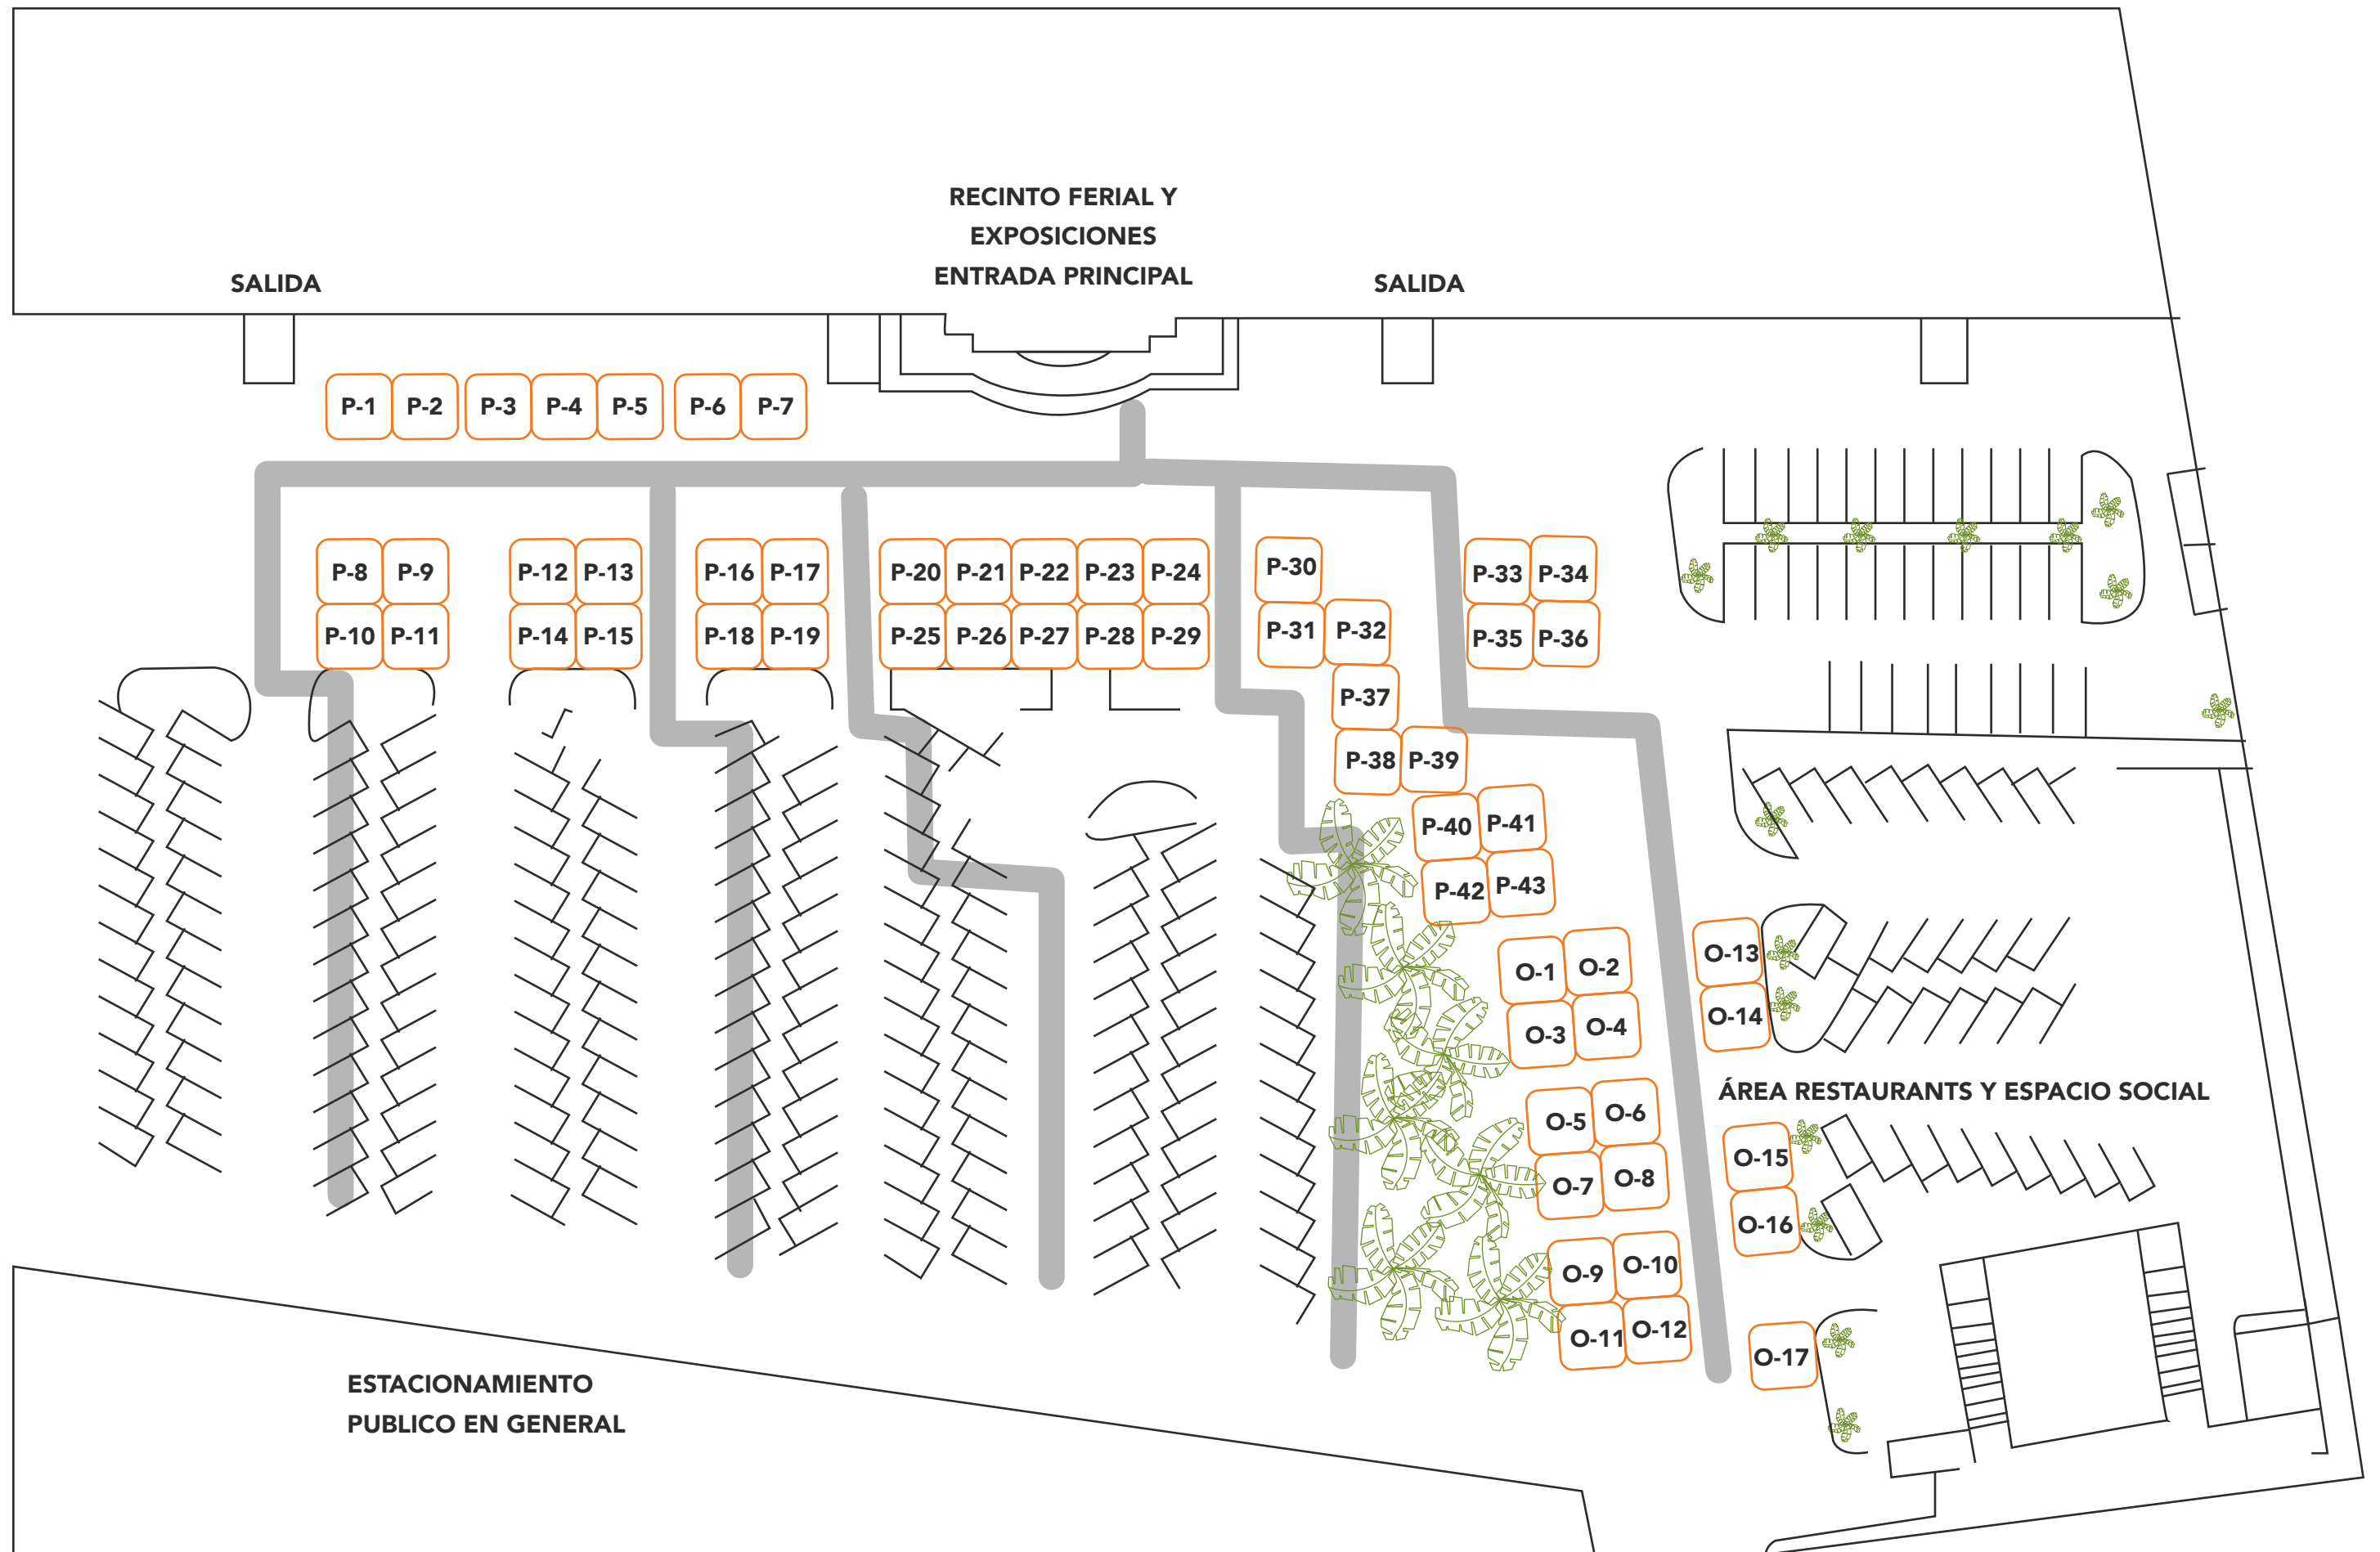 RECINTO FERIAL Y
EXPOSICIONES
ENTRADA PRINCIPAL
SALIDA
SALIDA
P-1 P-2 P-3 P-4 P-5 P-6 P-7
P-8 P-9 P-12 P-13 P-16 P-17 P-20 P-21 P-22 P-23 P-24 P-30 P-33 P-34
P-10 P-11 P-14 P-15 P-18 P-19 P-25 P-26 P-27 P-28 P-29 P-31 P-32 P-35 P-36
P-37
P-38 P-39
P-40 P-41
P-42 P-43
O-1 O-2 O-13
O-3 O-4 O-14
ÁREA RESTAURANTS Y ESPACIO SOCIAL
O-5 O-6
O-15
O-7 O-8
O-16
O-9 O-10
O-11 O-12
O-17
ESTACIONAMIENTO
PUBLICO EN GENERAL